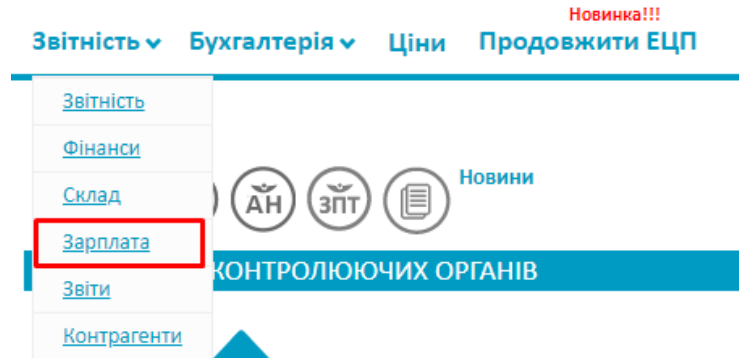 Новинка!!!
Звітність Бухгалтерія Ціни Продовжити ЕЦП
Звітність
Фінанси
Склад
Зарплата
Звіти
Контрагенти
АН ЗПТ Новини
КОНТРОЛЮЮЧИХ ОРГАНІВ